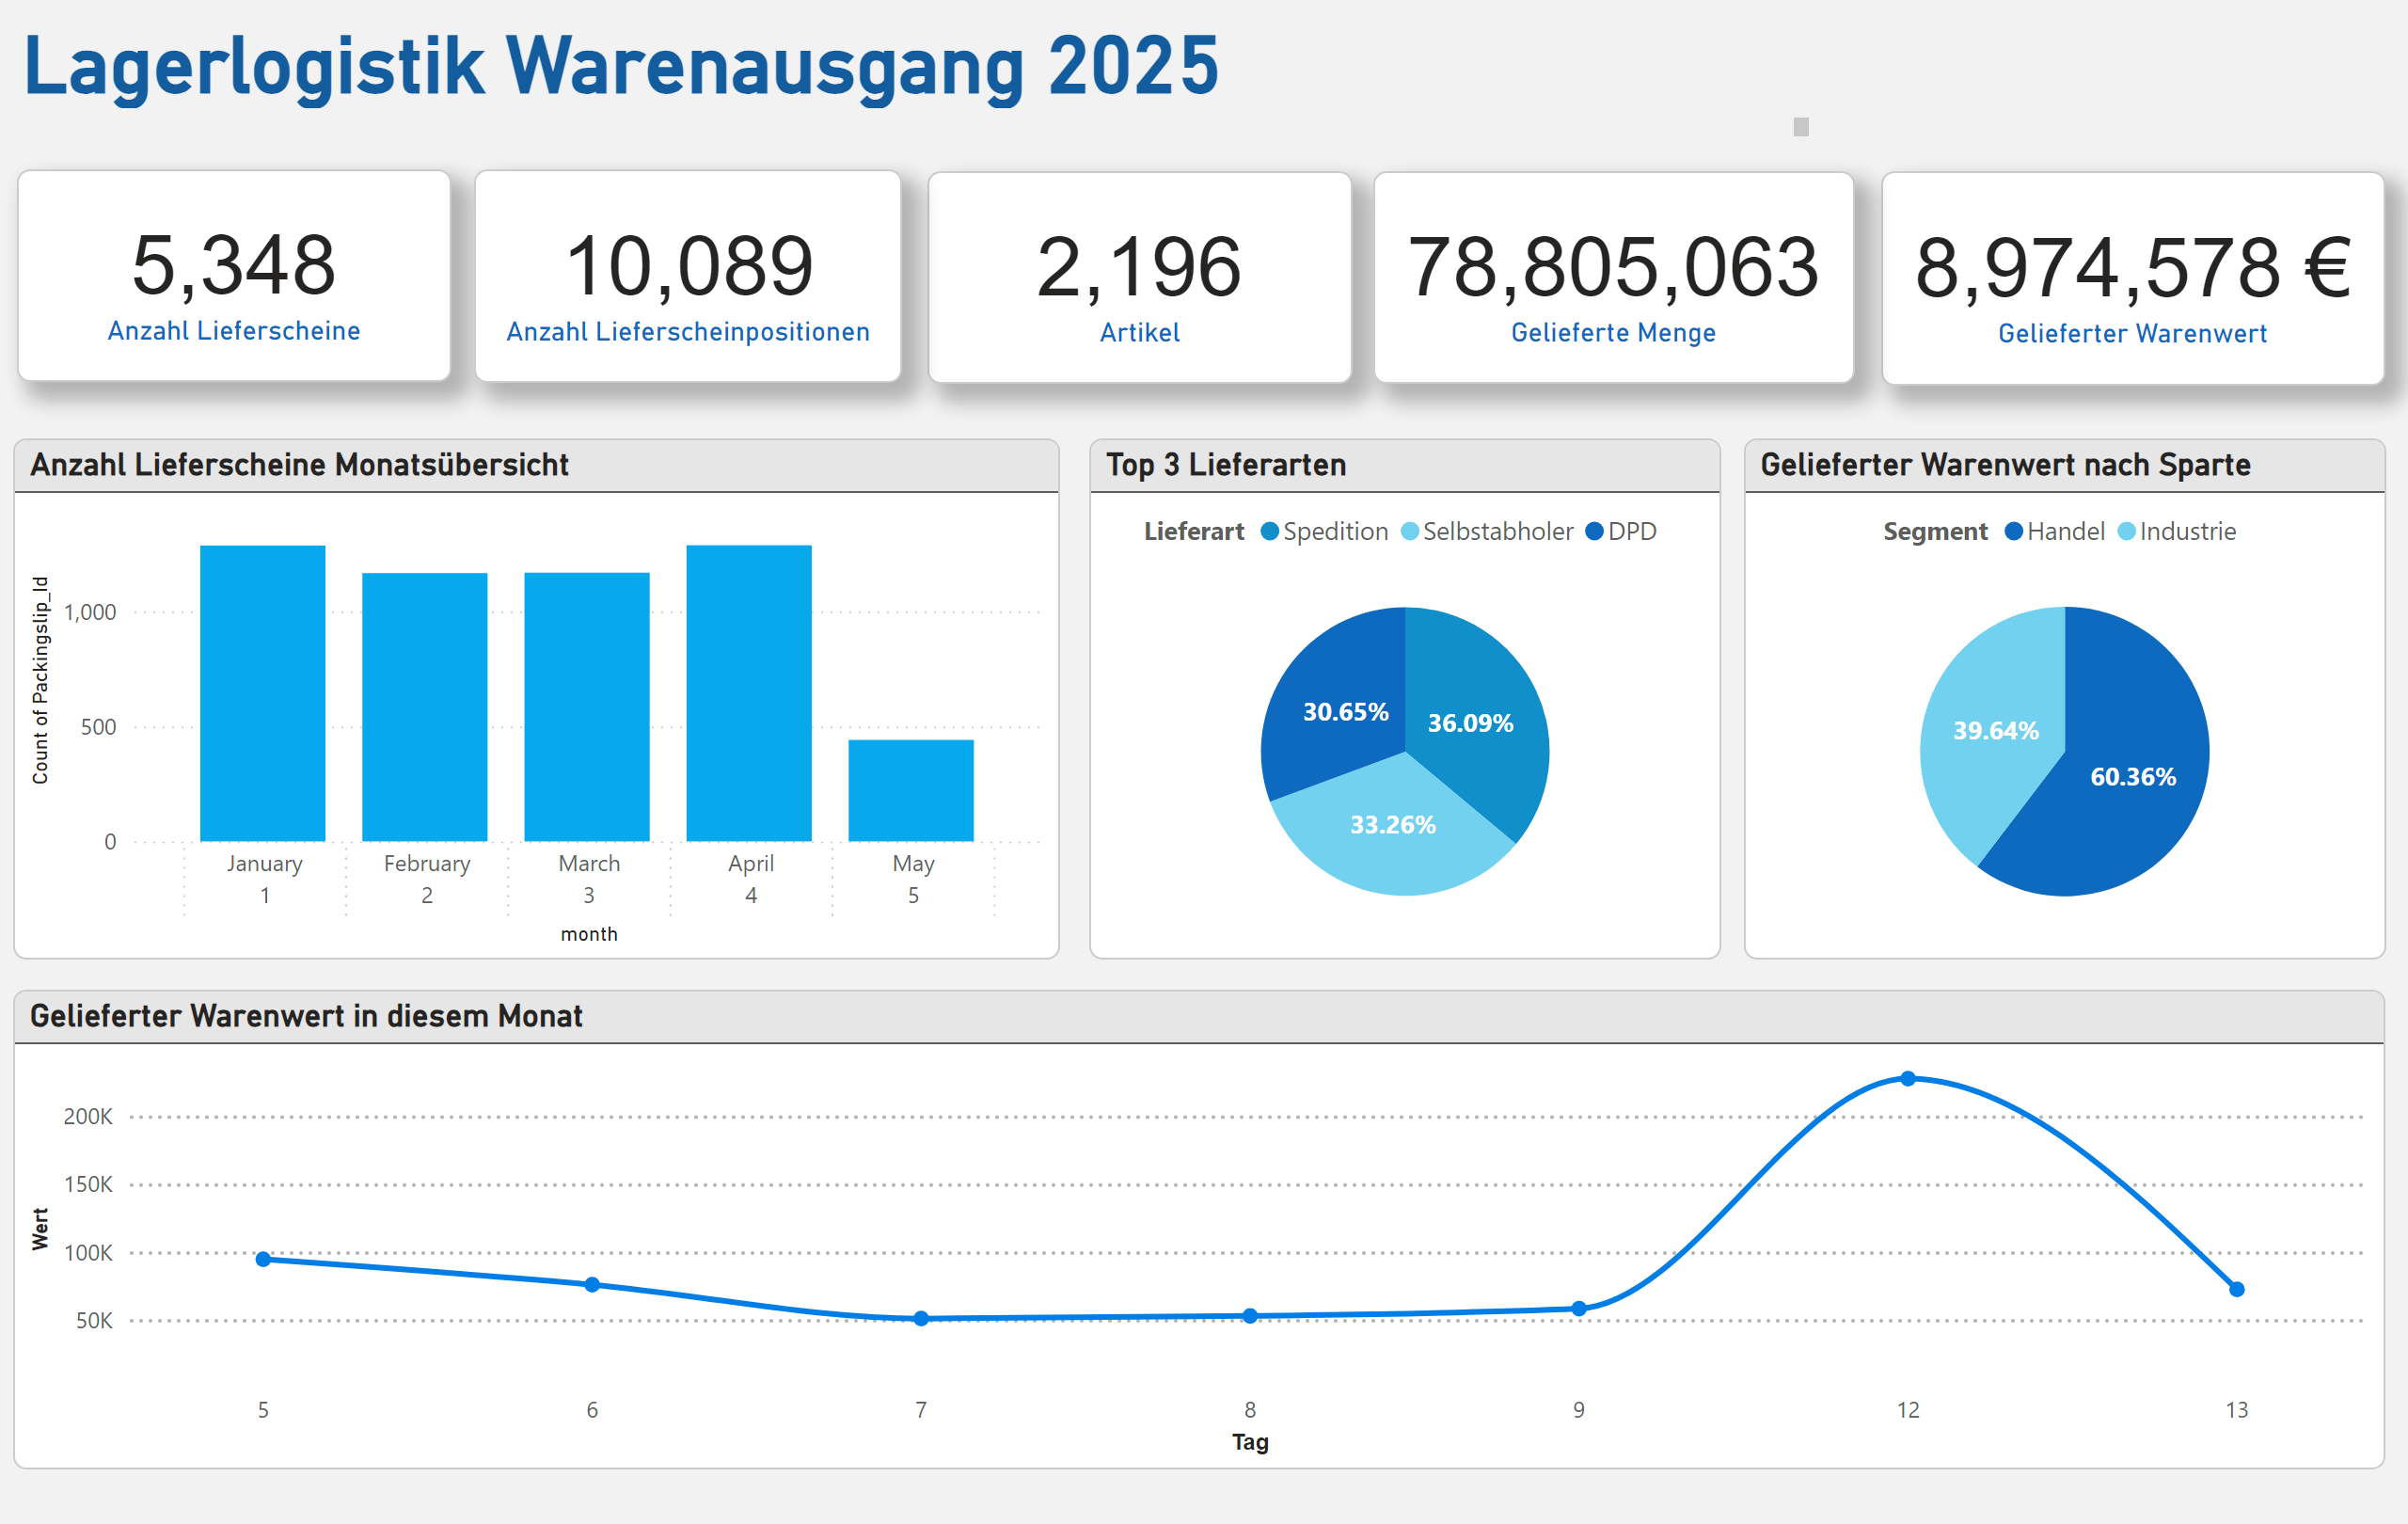 Lagerlogistik Warenausgang 2025
5,348
Anzahl Lieferscheine
10,089
Anzahl Lieferscheinpositionen
2,196
Artikel
78,805,063
Gelieferte Menge
8,974,578 €
Gelieferter Warenwert
Anzahl Lieferscheine Monatsübersicht
Count of Packingslip_Id
1,000
500
0
January February March April May
1 2 3 4 5
month
Top 3 Lieferarten
Lieferart Spedition Selbstabholer DPD
30.65% 36.09%
33.26%
Gelieferter Warenwert nach Sparte
Segment Handel Industrie
39.64%
60.36%
Gelieferter Warenwert in diesem Monat
Wert
200K
150K
100K
50K
5 6 7 8 9 12 13
Tag